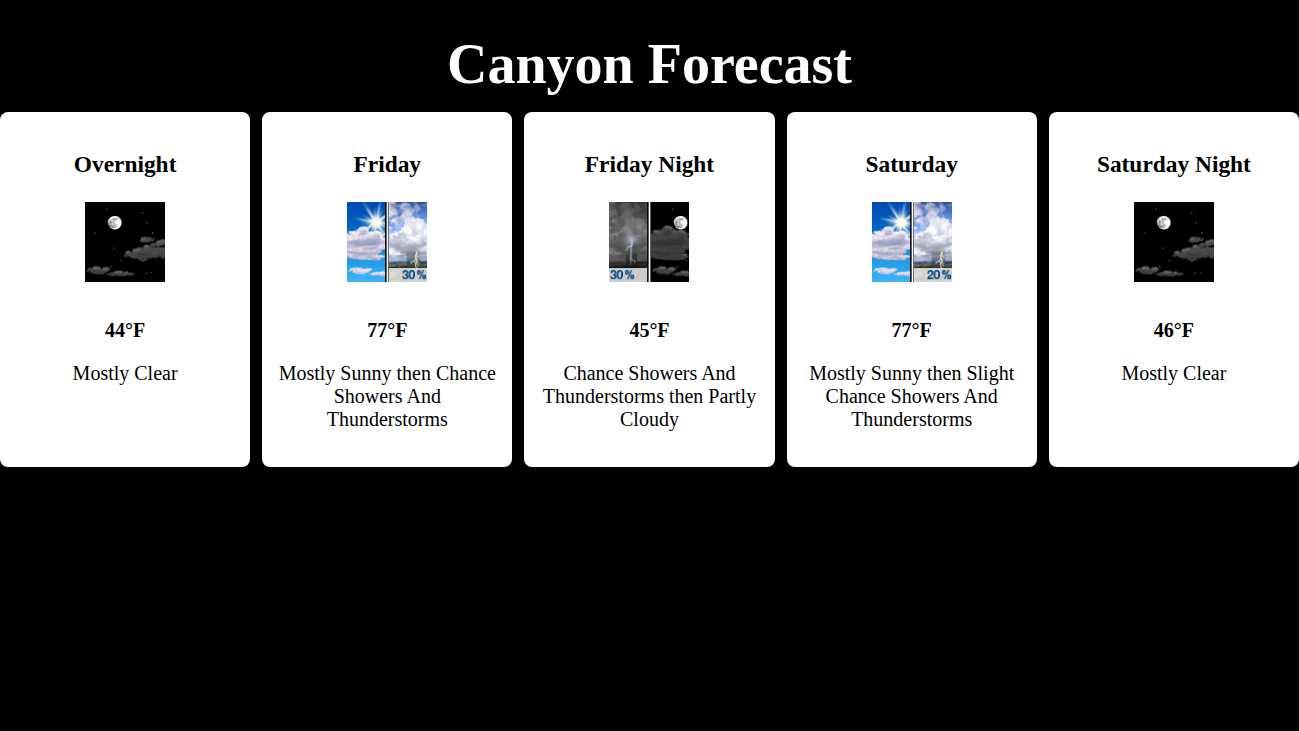 Canyon Forecast
Overnight
44°F
Mostly Clear
Friday
30%
77°F
Mostly Sunny then Chance
Showers And
Thunderstorms
Friday Night
30%
45°F
Chance Showers And
Thunderstorms then Partly
Cloudy
Saturday
20%
77°F
Mostly Sunny then Slight
Chance Showers And
Thunderstorms
Saturday Night
46°F
Mostly Clear